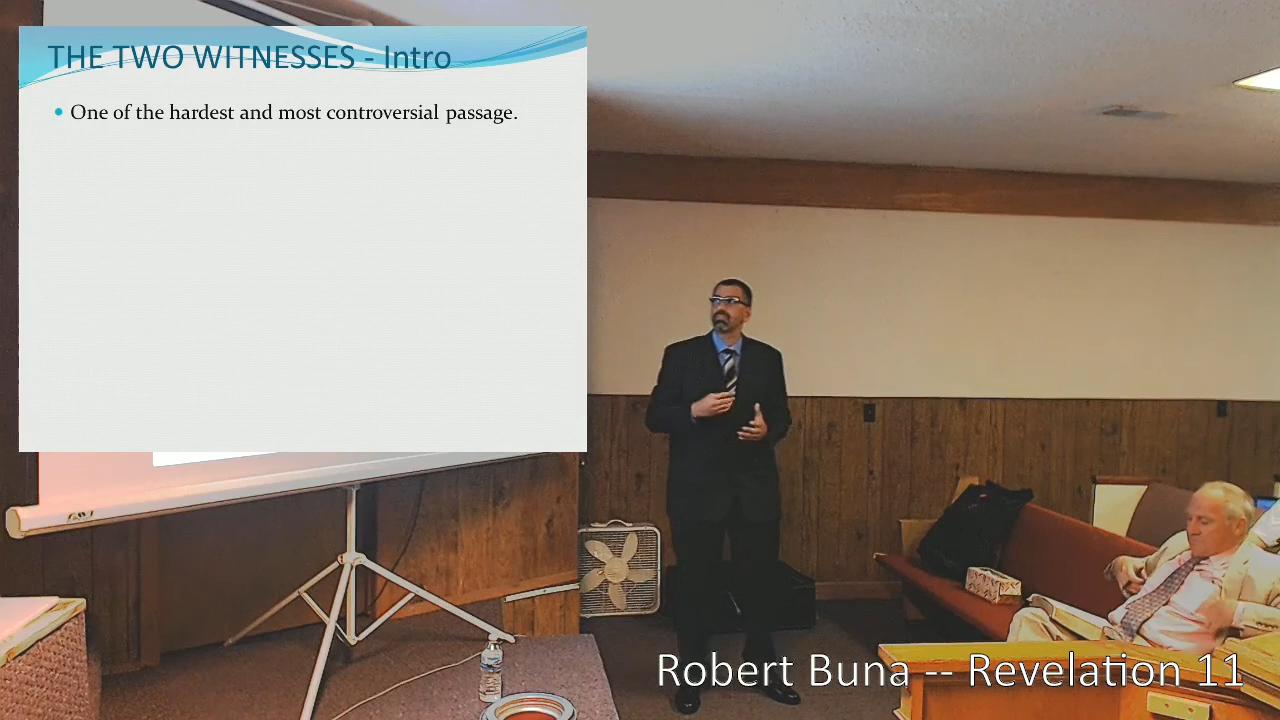 THE TWO WITNESSES - Intro
• One of the hardest and most controversial passage.
Robert Buna -- Revelation 11